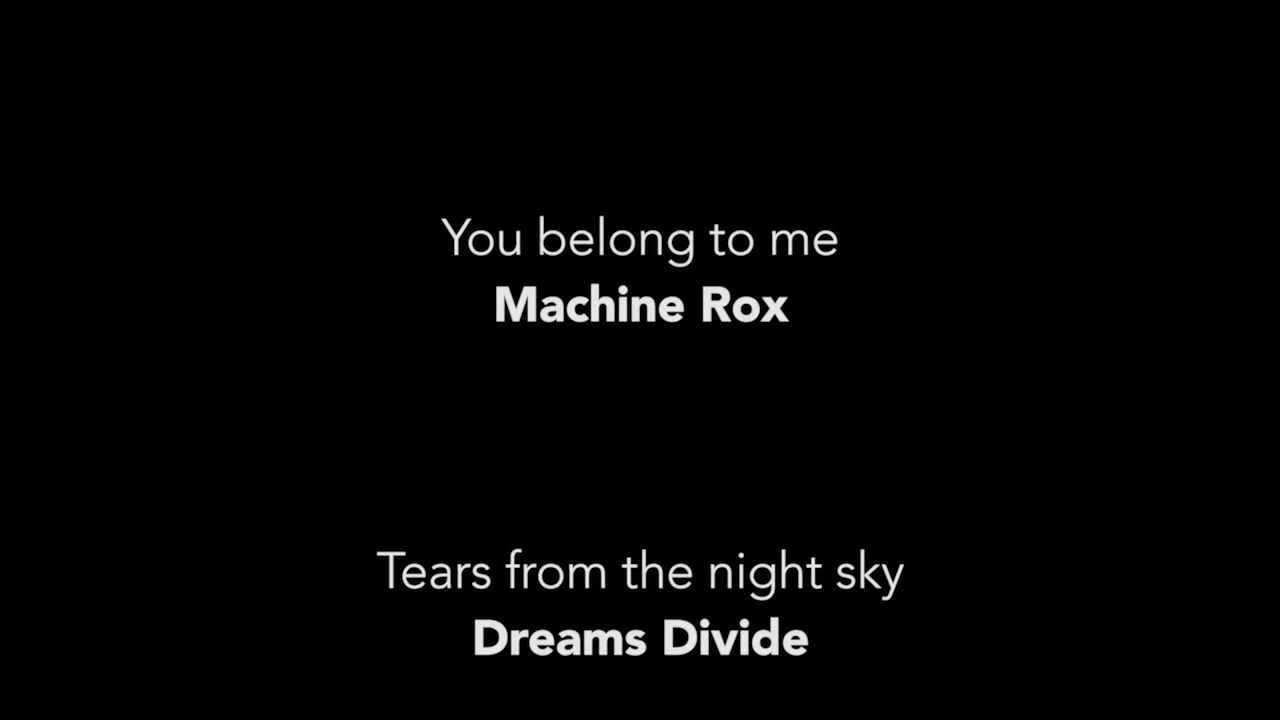 You belong to me
Machine Rox
Tears from the night sky
Dreams Divide